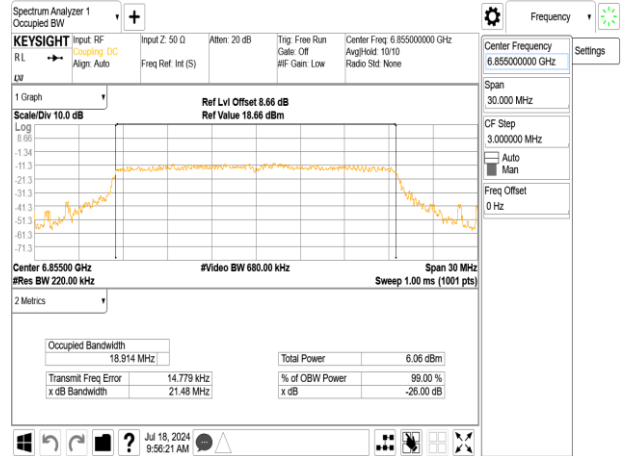 Spectrum Analyzer 1
Occupied BW
Frequency
KEYSIGHT
RL
LXI
Input: RF
Coupling: DC
Align: Auto
Input Z: 50 Ω
Freq Ref: Int (S)
Atten: 20 dB
Trig: Free Run
Gate: Off
#IF Gain: Low
Center Freq: 6.855000000 GHz
Avg|Hold: 10/10
Radio Std: None
Center Frequency
6.855000000 GHz
Settings
Span
30.000 MHz
CF Step
3.000000 MHz
Auto
Man
Freq Offset
0 Hz
1 Graph
Scale/Div 10.0 dB
Ref Lvl Offset 8.66 dB
Ref Value 18.66 dBm
Log
8.66
-1.34
-11.3
-21.3
-31.3
-41.3
-51.3
-61.3
-71.3
Center 6.85500 GHz
#Video BW 680.00 kHz
Span 30 MHz
#Res BW 220.00 kHz
Sweep 1.00 ms (1001 pts)
2 Metrics
Occupied Bandwidth
18.914 MHz
Total Power 6.06 dBm
Transmit Freq Error 14.779 kHz
% of OBW Power 99.00 %
x dB Bandwidth 21.48 MHz
x dB -26.00 dB
?
Jul 18, 2024
9:56:21 AM